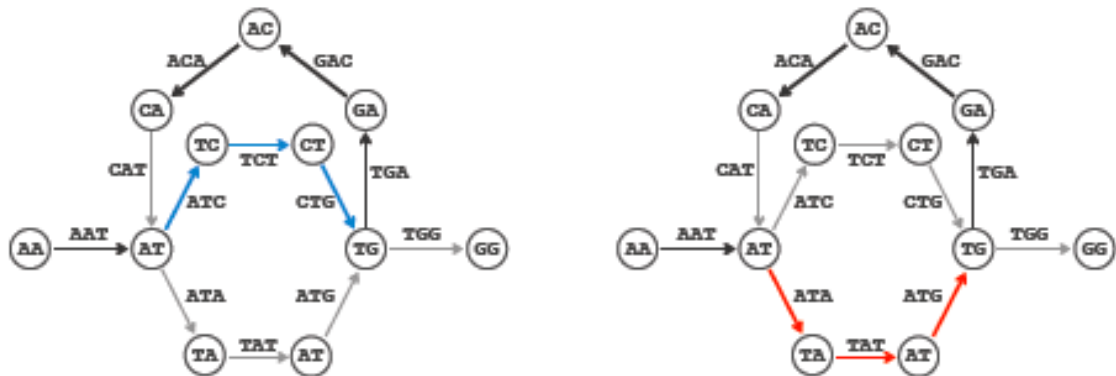 AC AC
ACA GAC ACA GAC
CA GA CA GA
TC CT TC CT
TCT TCT
CAT TGA CAT TGA
ATC CTG ATC CTG
AAT TGG AAT TGG
AA AT TG GG AA AT TG GG
ATA ATG ATA ATG
TAT TAT
TA AT TA AT